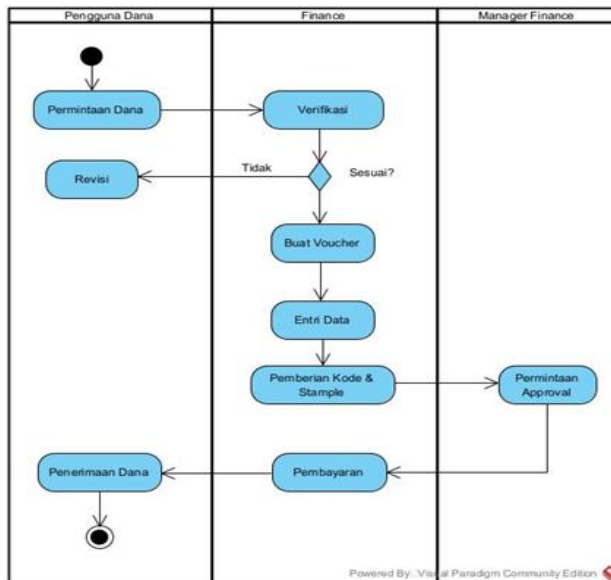 Pengguna Dana
Finance
Manager Finance
Permintaan Dana
Verifikasi
Tidak
Sesuai?
Revisi
Buat Voucher
Entri Data
Pemberian Kode &
Stample
Permintaan
Approval
Penerimaan Dana
Pembayaran
Powered By: Visual Paradigm Community Edition